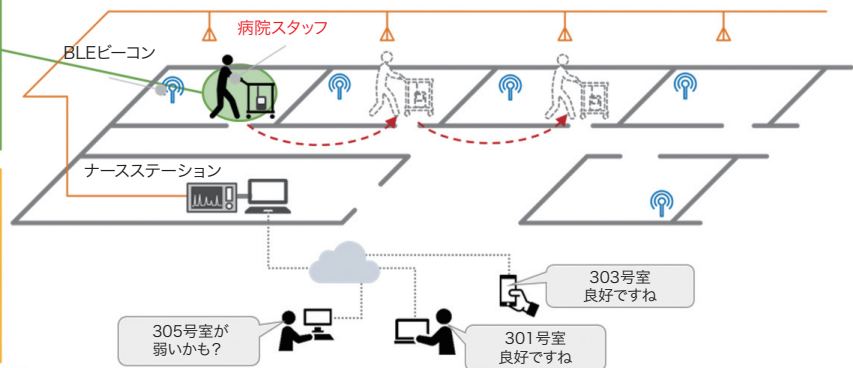 病院スタッフ
BLEビーコン
ナースステーション
303号室
良好ですね
305号室が
弱いかも?
301号室
良好ですね